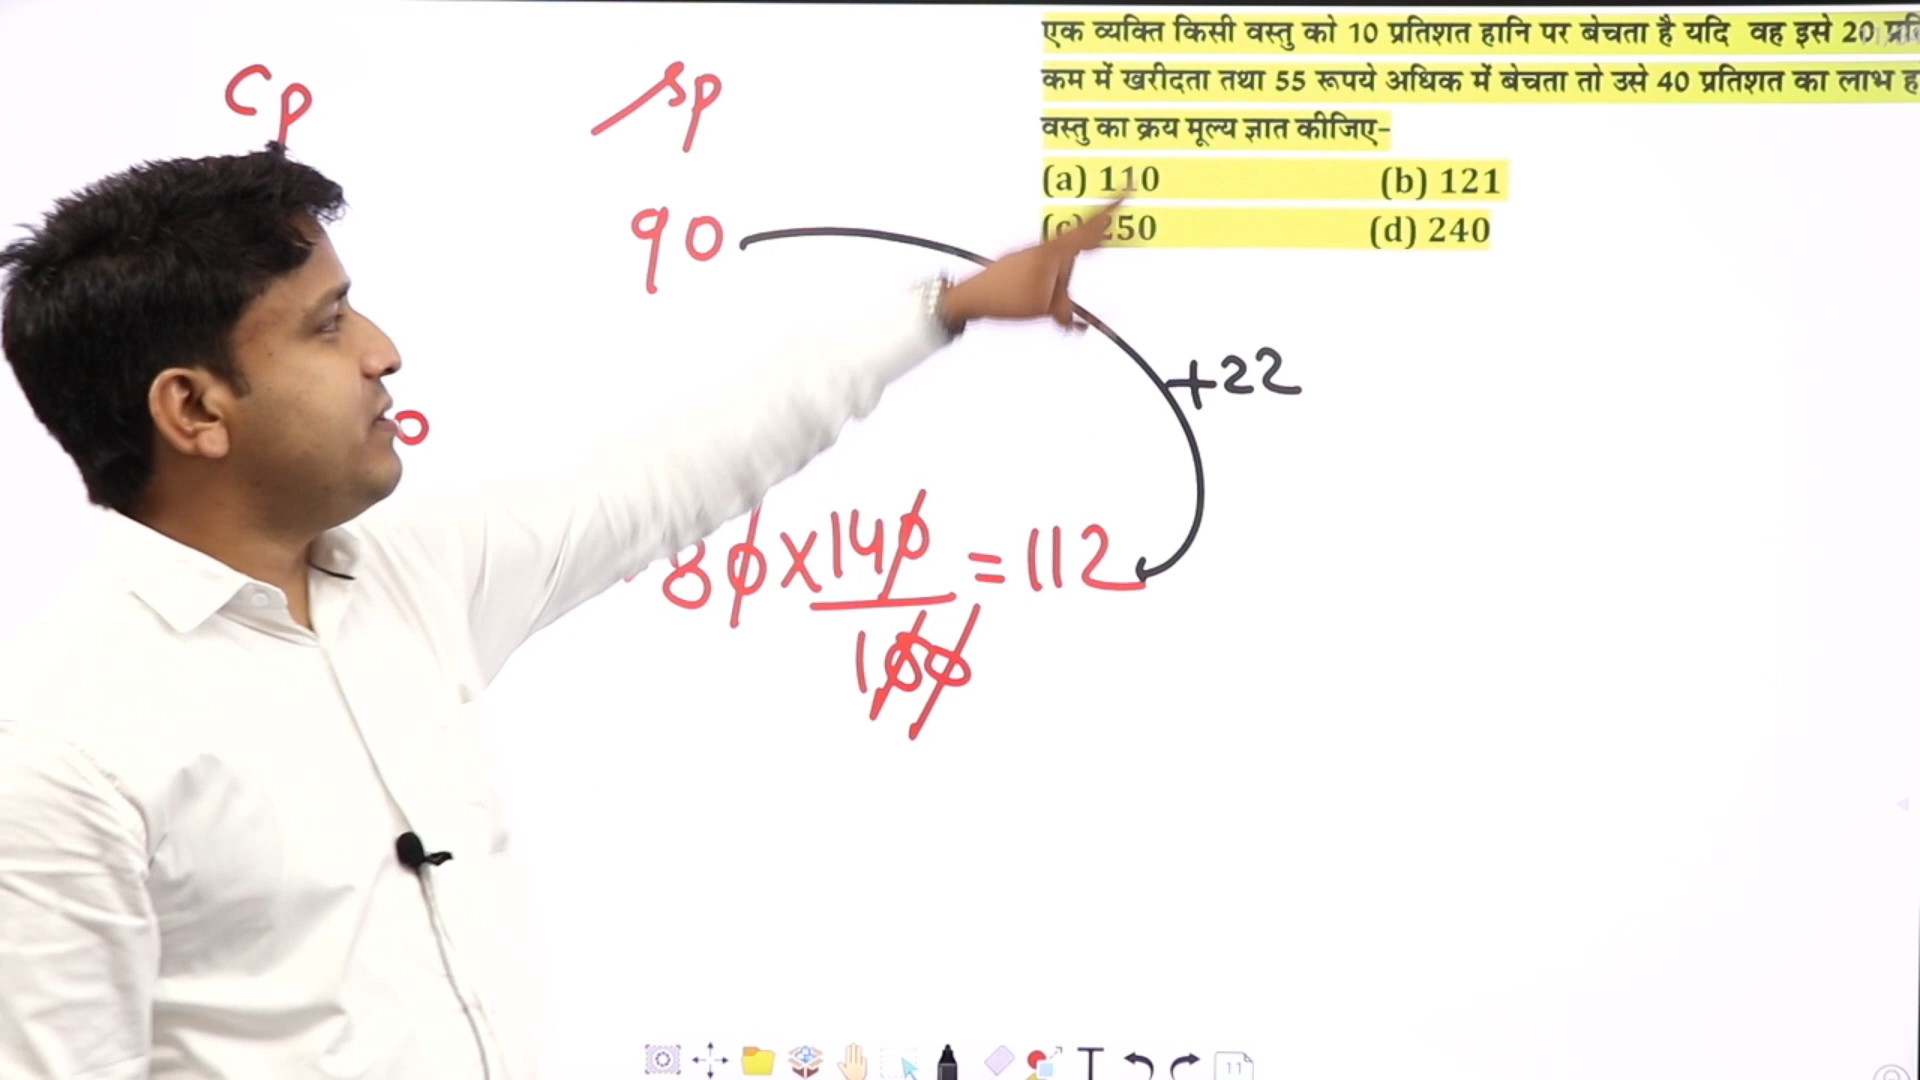 एक व्यक्ति किसी वस्तु को 10 प्रतिशत हानि पर बेचता है यदि वह इसे 20
कम में खरीदता तथा 55 रूपये अधिक में बेचता तो उसे 40 प्रतिशत का लाभ
वस्तु का क्रय मूल्य ज्ञात कीजिए-
(a) 110 (b) 121
250 (d) 240
CP SP
90
+22
0
80 × 140 = 112
100
T
11